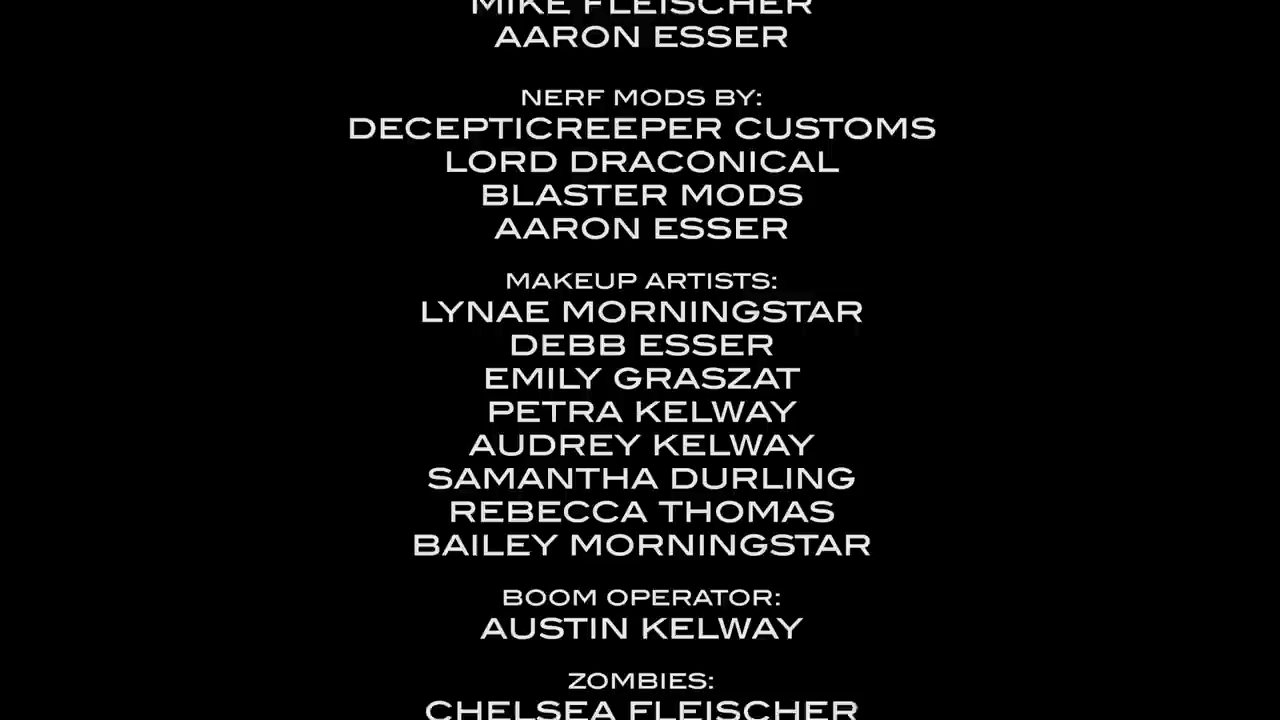 MIKE FLEISCHER
AARON ESSER
NERF MODS BY:
DECEPTICREEPER CUSTOMS
LORD DRACONICAL
BLASTER MODS
AARON ESSER
MAKEUP ARTISTS:
LYNAE MORNINGSTAR
DEBB ESSER
EMILY GRASZAT
PETRA KELWAY
AUDREY KELWAY
SAMANTHA DURLING
REBECCA THOMAS
BAILEY MORNINGSTAR
BOOM OPERATOR:
AUSTIN KELWAY
ZOMBIES:
CHELSEA FLEISCHER